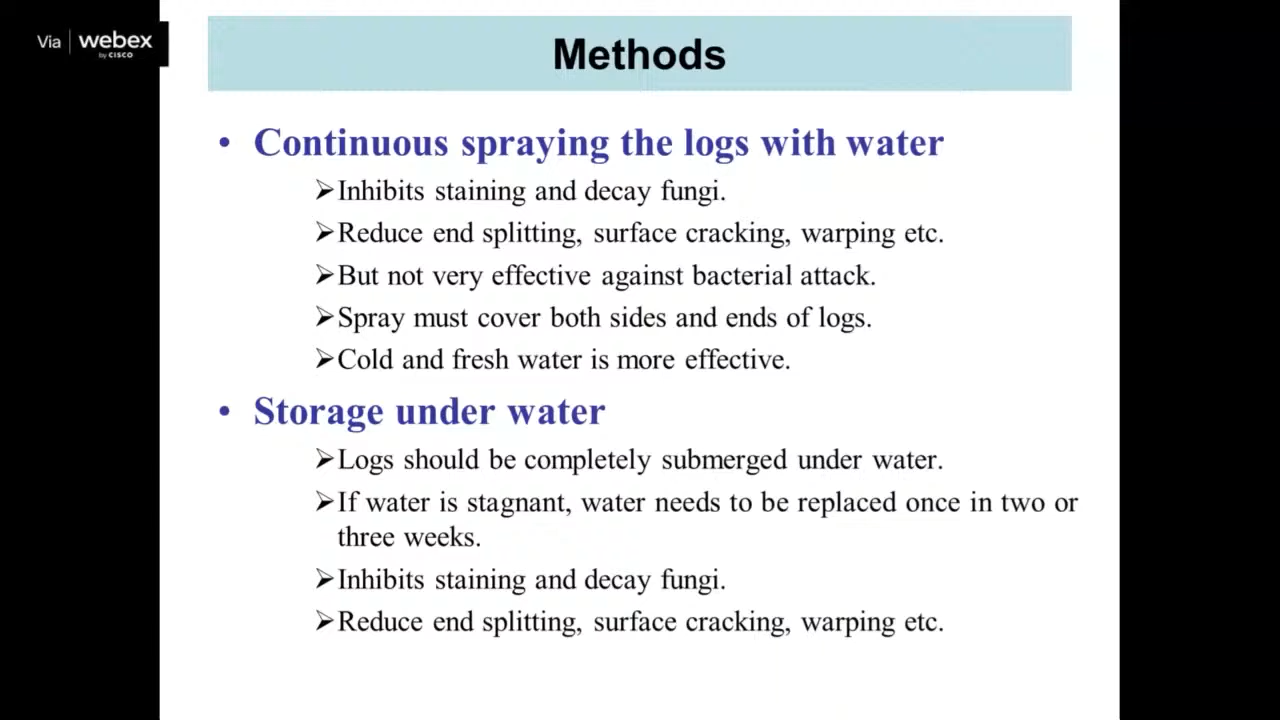 Via webex
by CISCO
Methods
• Continuous spraying the logs with water
➢Inhibits staining and decay fungi.
➢Reduce end splitting, surface cracking, warping etc.
➢But not very effective against bacterial attack.
➢Spray must cover both sides and ends of logs.
➢Cold and fresh water is more effective.
• Storage under water
➢Logs should be completely submerged under water.
➢If water is stagnant, water needs to be replaced once in two or
three weeks.
➢Inhibits staining and decay fungi.
➢Reduce end splitting, surface cracking, warping etc.